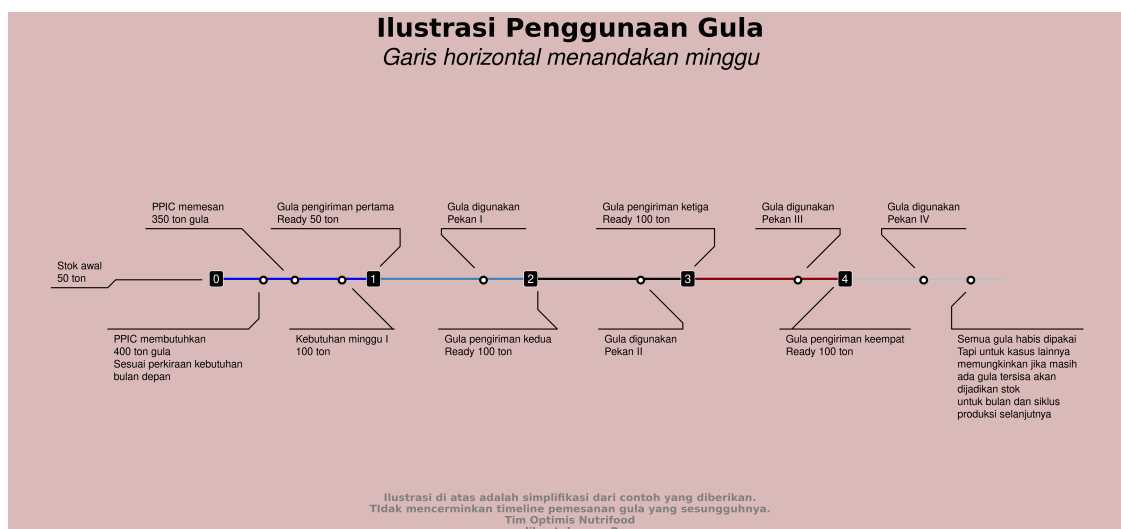 Ilustrasi Penggunaan Gula
Garis horizontal menandakan minggu
PPIC memesan
350 ton gula
Gula pengiriman pertama
Ready 50 ton
Gula digunakan
Pekan I
Gula pengiriman ketiga
Ready 100 ton
Gula digunakan
Pekan III
Gula digunakan
Pekan IV
Stok awal
50 ton
0
1
2
3
4
PPIC membutuhkan
400 ton gula
Sesuai perkiraan kebutuhan
bulan depan
Kebutuhan minggu I
100 ton
Gula pengiriman kedua
Ready 100 ton
Gula digunakan
Pekan II
Gula pengiriman keempat
Ready 100 ton
Semua gula habis dipakai
Tapi untuk kasus lainnya
memungkinkan jika masih
ada gula tersisa akan
dijadikan stok
untuk bulan dan siklus
produksi selanjutnya
Ilustrasi di atas adalah simplifikasi dari contoh yang diberikan.
TIdak mencerminkan timeline pemesanan gula yang sesungguhnya.
Tim Optimis Nutrifood